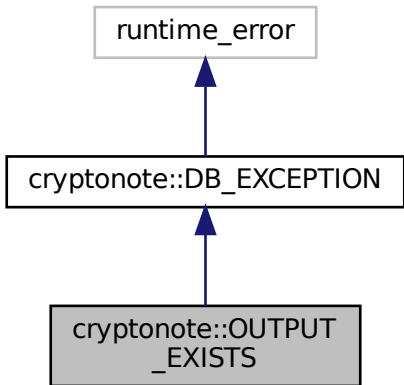 runtime_error
cryptonote::DB_EXCEPTION
cryptonote::OUTPUT
_EXISTS